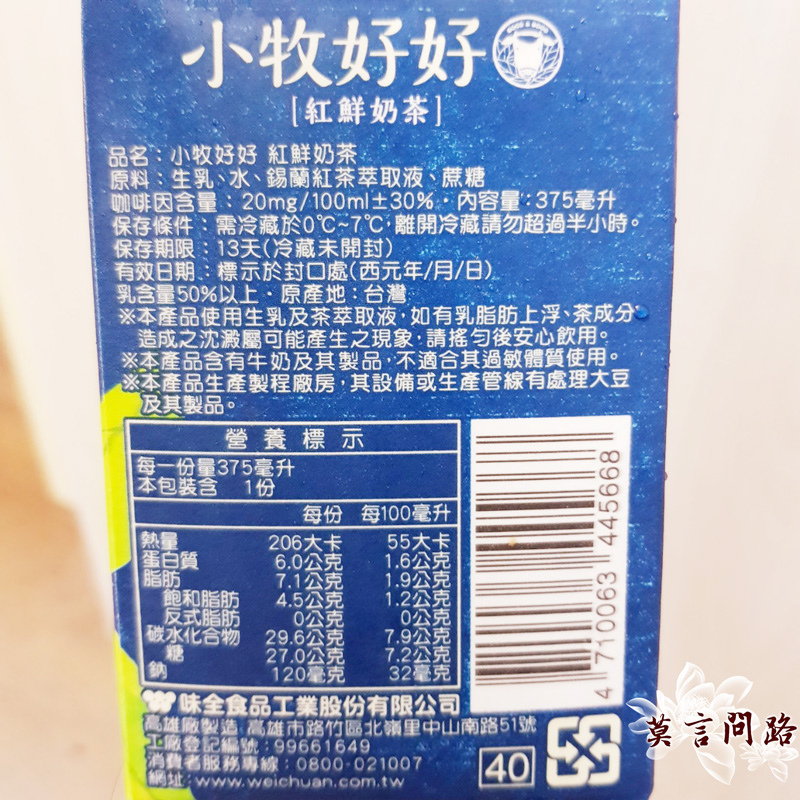 小牧好好
[紅鮮奶茶]
品名：小牧好好 紅鮮奶茶
原料：生乳、水、錫蘭紅茶萃取液、蔗糖
咖啡因含量：20mg/100ml±30%・內容量：375毫升
保存條件：需冷藏於0℃~7℃，離開冷藏請勿超過半小時。
保存期限：13天(冷藏未開封)
有效日期：標示於封口處(西元年/月/日)
乳含量50%以上・原產地：台灣
※本產品使用生乳及茶萃取液，如有乳脂肪上浮、茶成分
造成之沈澱屬可能產生之現象，請搖勻後安心飲用。
※本產品含有牛奶及其製品，不適合其過敏體質使用。
※本產品生產製程廠房，其設備或生產管線有處理大豆
及其製品。
營養標示
每一份量375毫升
本包裝含 1份
每份 每100毫升
熱量 206大卡 55大卡
蛋白質 6.0公克 1.6公克
脂肪 7.1公克 1.9公克
飽和脂肪 4.5公克 1.2公克
反式脂肪 0公克 0公克
碳水化合物 29.6公克 7.9公克
糖 27.0公克 7.2公克
鈉 120毫克 32毫克
4 710063 445668
味全食品工業股份有限公司
高雄廠製造 高雄市路竹區北嶺里中山南路51號
工廠登記編號：99661649
消費者服務專線：0800-021007
網址：www.weichuan.com.tw
40
莫言問路